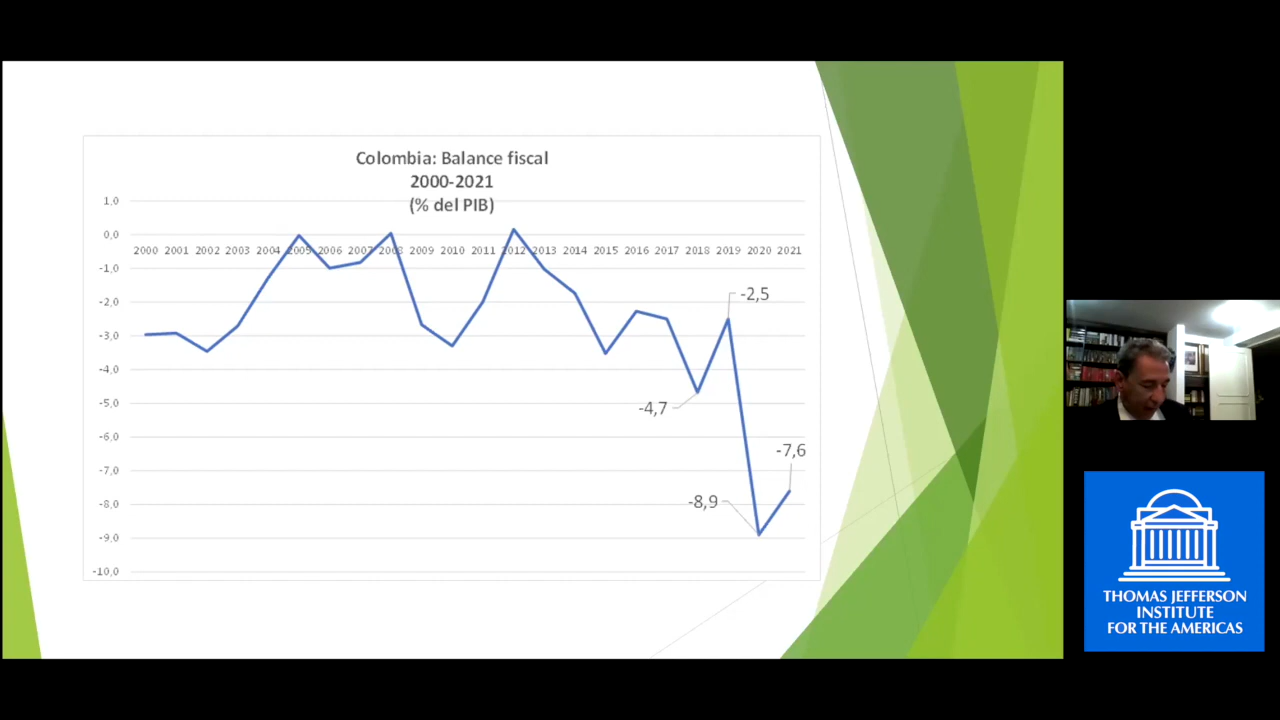 Colombia: Balance fiscal
2000-2021
(% del PIB)
1,0
0,0
2000 2001 2002 2003 2004 2005 2006 2007 2008 2009 2010 2011 2012 2013 2014 2015 2016 2017 2018 2019 2020 2021
-1,0
-2,5
-2,0
-3,0
-4,0
-4,7
-5,0
-6,0
-7,6
-7,0
-8,9
-8,0
-9,0
-10,0
THOMAS JEFFERSON
INSTITUTE
FOR THE AMERICAS